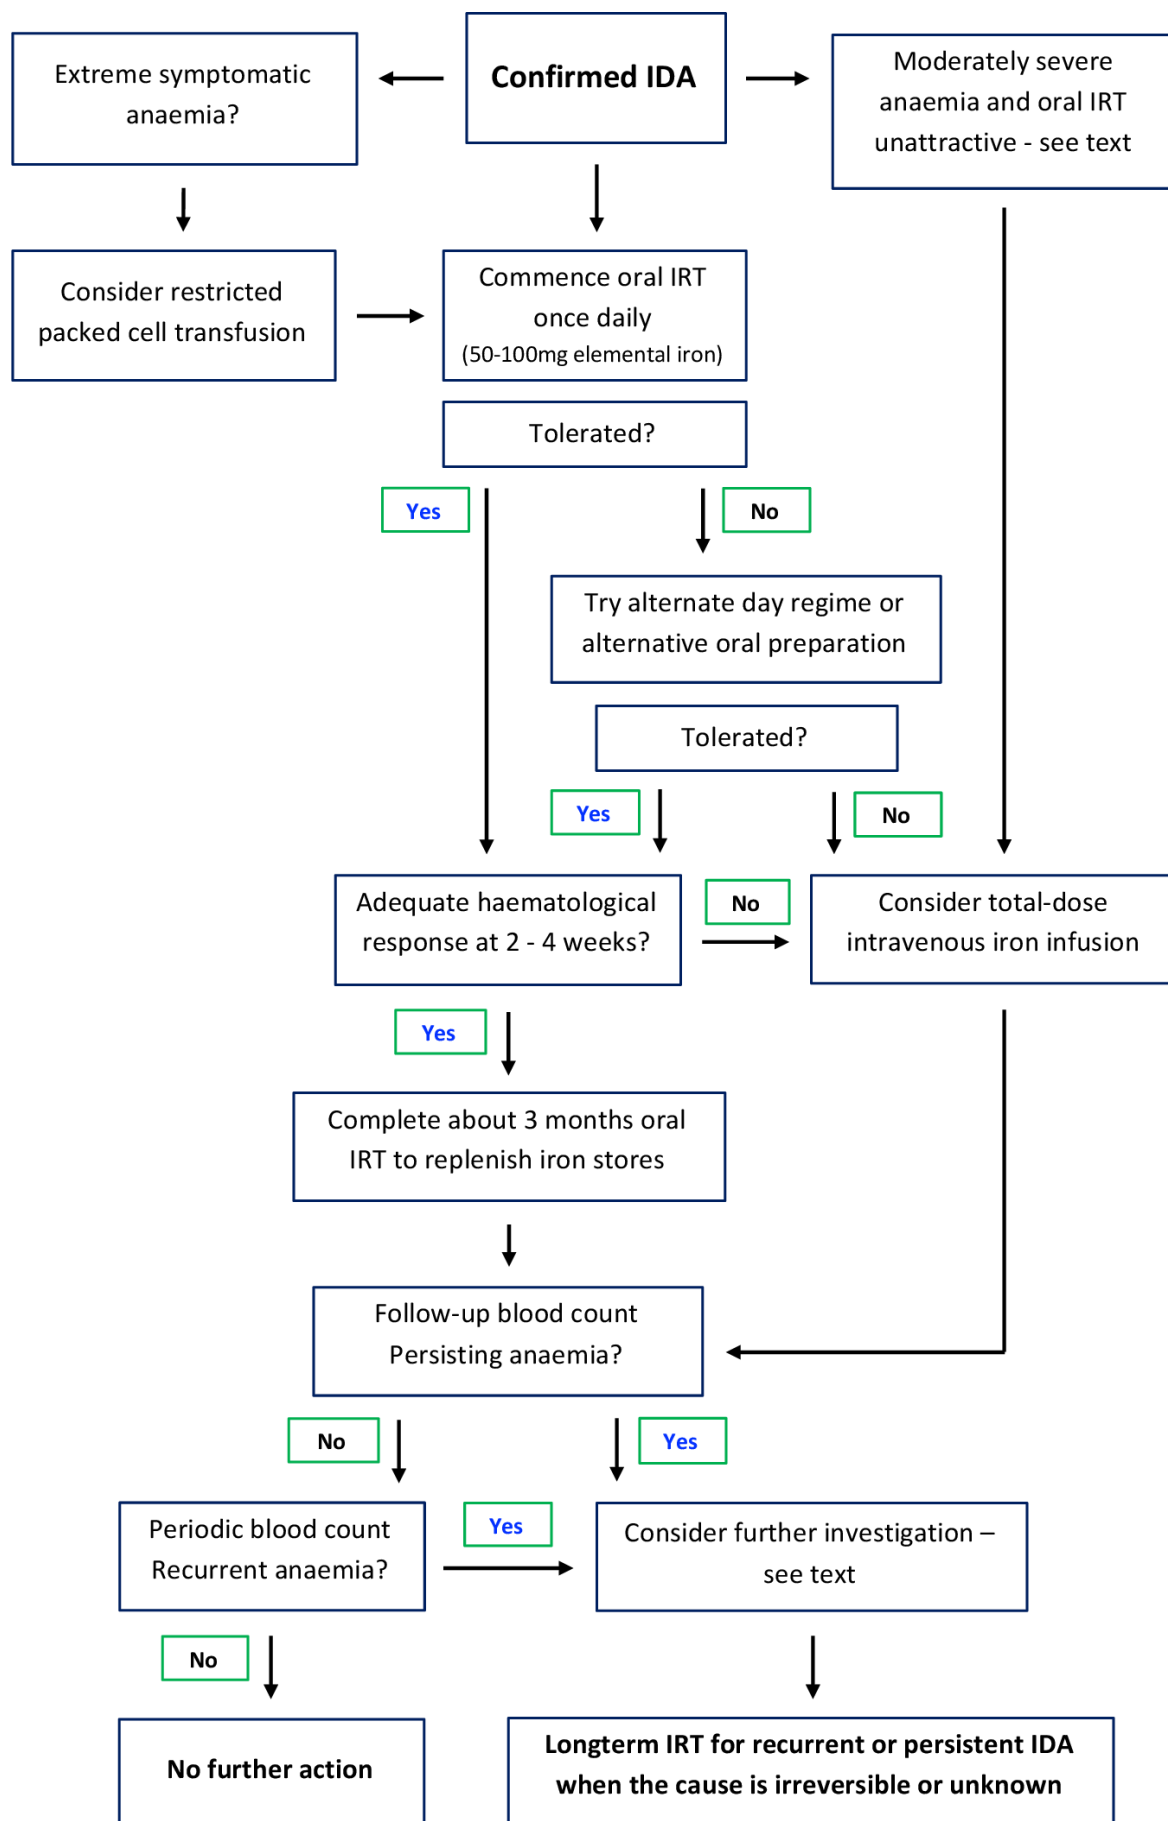 Confirmed IDA
Extreme symptomatic
anaemia?
Moderately severe
anaemia and oral IRT
unattractive - see text
Consider restricted
packed cell transfusion
Commence oral IRT
once daily
(50-100mg elemental iron)
Tolerated?
Yes
No
Try alternate day regime or
alternative oral preparation
Tolerated?
Yes
No
Adequate haematological
response at 2 - 4 weeks?
No
Consider total-dose
intravenous iron infusion
Yes
Complete about 3 months oral
IRT to replenish iron stores
Follow-up blood count
Persisting anaemia?
No
Yes
Periodic blood count
Recurrent anaemia?
Yes
Consider further investigation –
see text
No
No further action
Longterm IRT for recurrent or persistent IDA
when the cause is irreversible or unknown